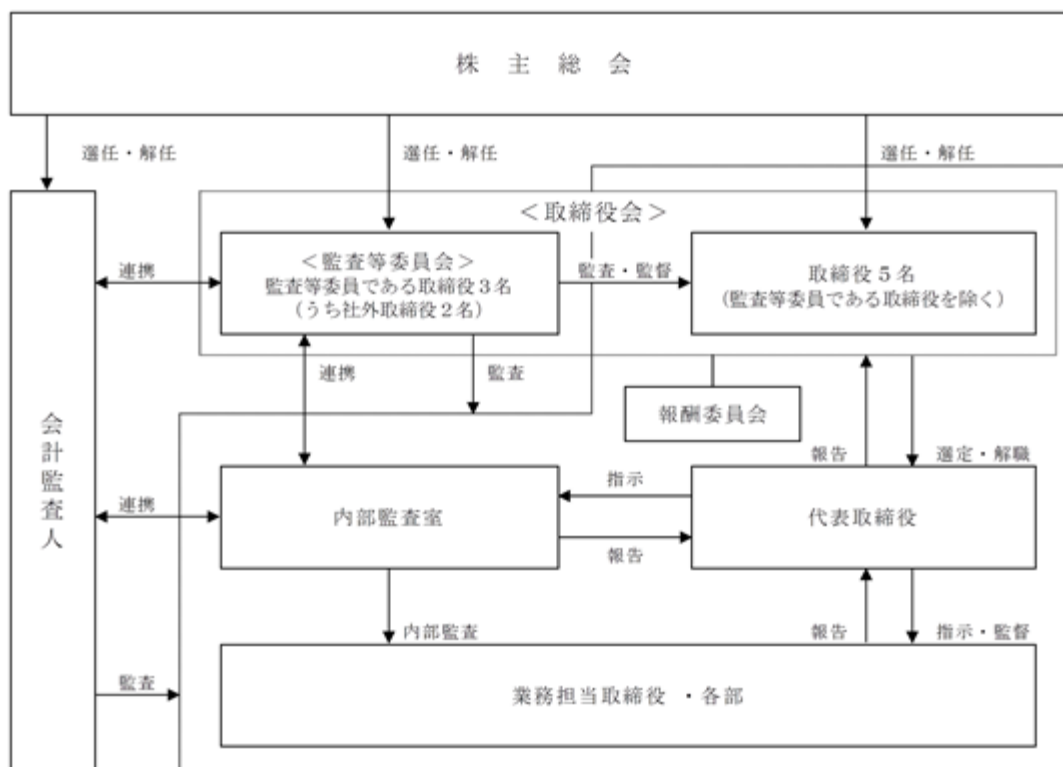 株 主 総 会
選任・解任
選任・解任
選任・解任
＜取締役会＞
＜監査等委員会＞
監査等委員である取締役３名
（うち社外取締役２名）
連携
監査・監督
取締役５名
（監査等委員である取締役を除く）
連携
監査
報酬委員会
会計監査人
報告
選定・解職
指示
連携
内部監査室
代表取締役
報告
内部監査
報告
指示・監督
監査
業務担当取締役 ・各部